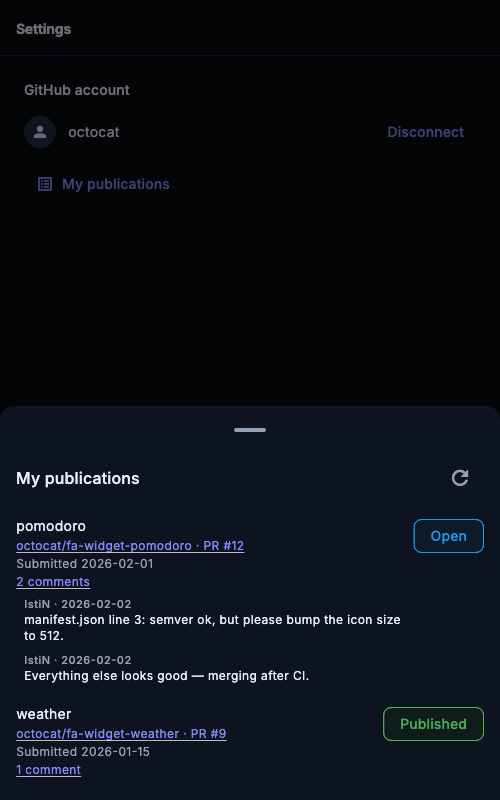 Settings
GitHub account
octocat
Disconnect
My publications
My publications
pomodoro
Open
octocat/fa-widget-pomodoro · PR #12
Submitted 2026-02-01
2 comments
IstiN · 2026-02-02
manifest.json line 3: semver ok, but please bump the icon size
to 512.
IstiN · 2026-02-02
Everything else looks good — merging after CI.
weather
Published
octocat/fa-widget-weather · PR #9
Submitted 2026-01-15
1 comment